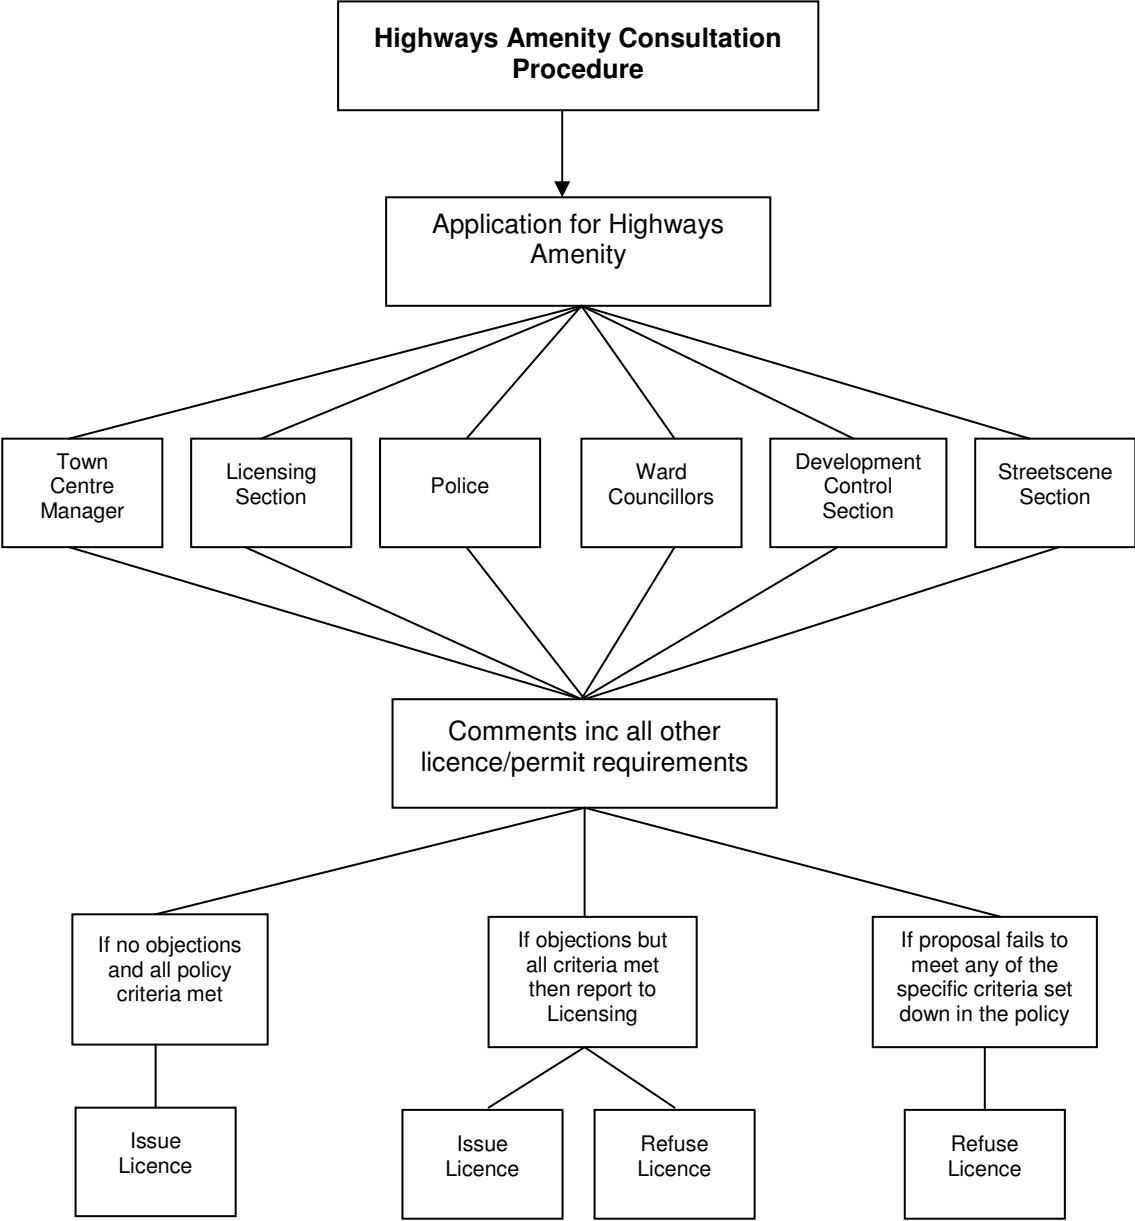 Highways Amenity Consultation
Procedure
Application for Highways
Amenity
Town
Centre
Manager
Licensing
Section
Police
Ward
Councillors
Development
Control
Section
Streetscene
Section
Comments inc all other
licence/permit requirements
If no objections
and all policy
criteria met
If objections but
all criteria met
then report to
Licensing
If proposal fails to
meet any of the
specific criteria set
down in the policy
Issue
Licence
Issue
Licence
Refuse
Licence
Refuse
Licence